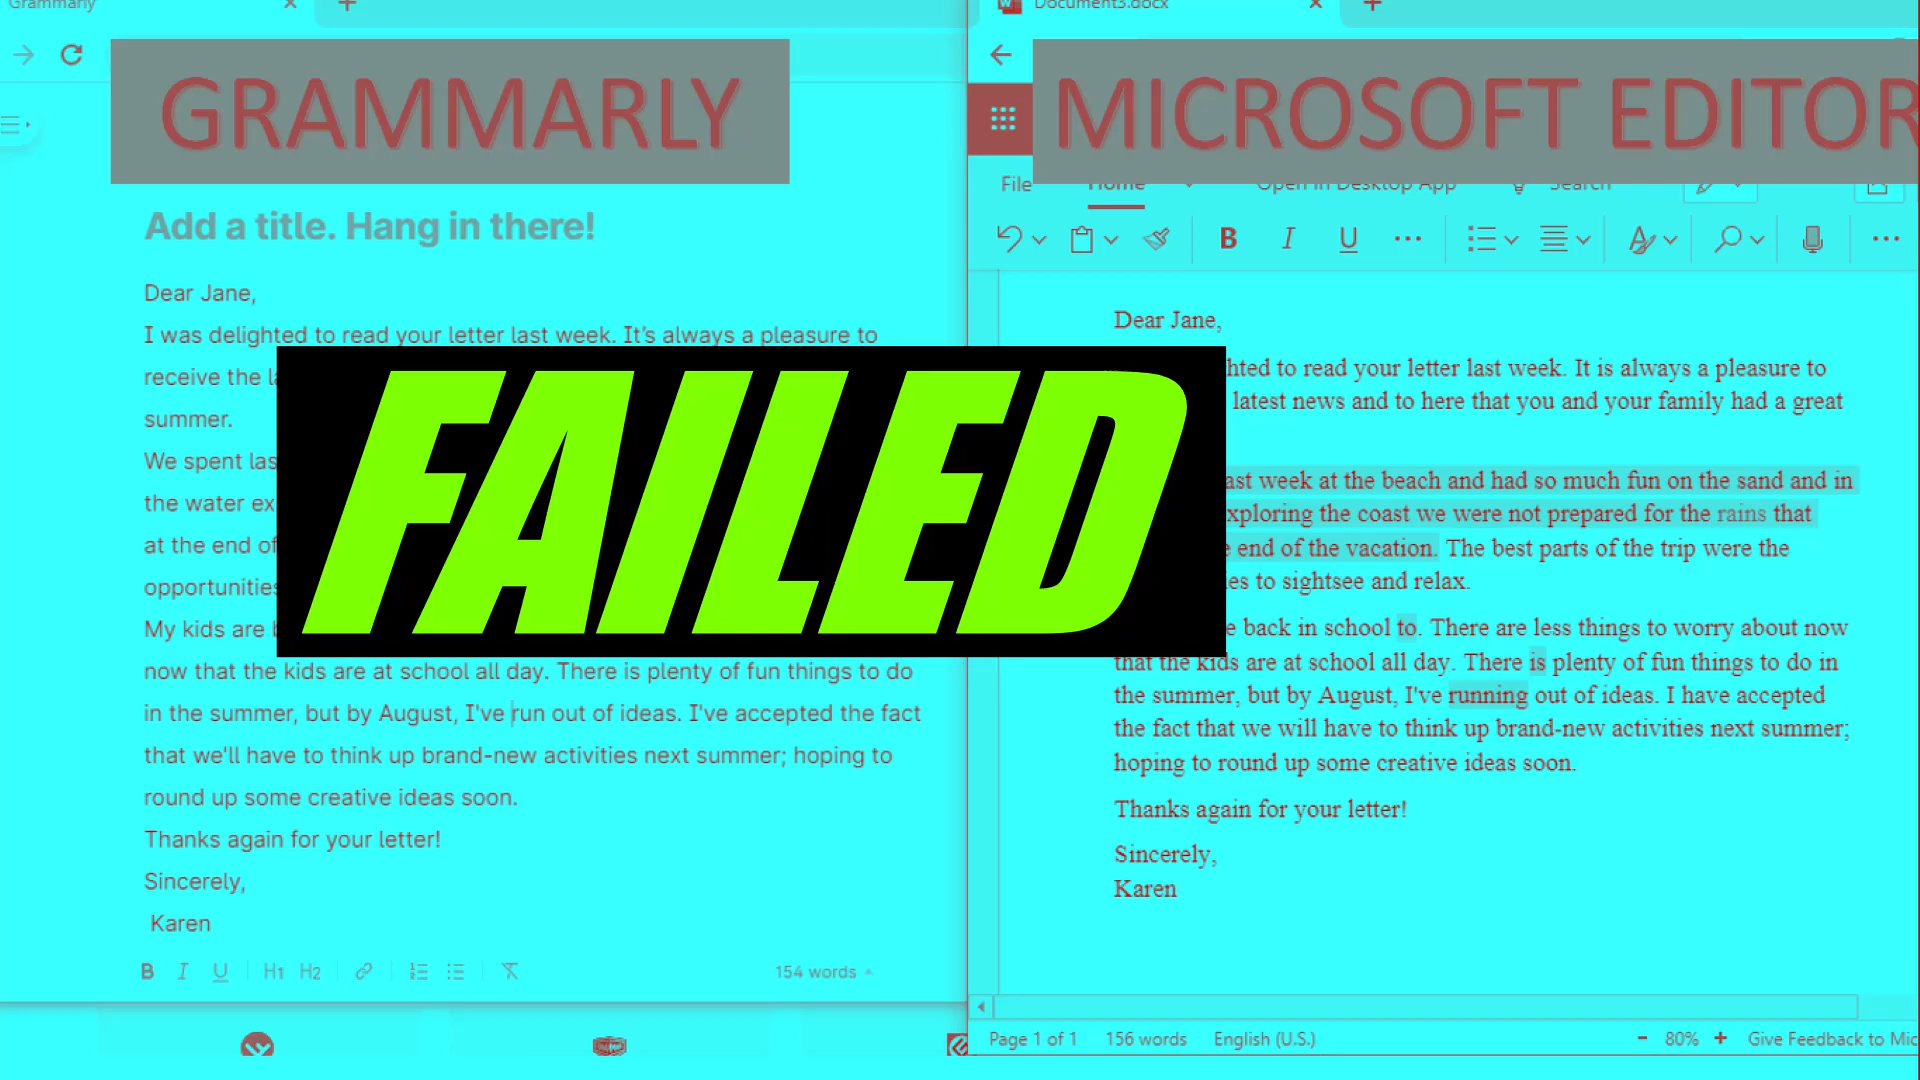 Grammarly
Document3.docx
GRAMMARLY
MICROSOFT EDITOR
File
Home
Open in Desktop App
Search
B I U
Add a title. Hang in there!
Dear Jane,
I was delighted to read your letter last week. It's always a pleasure to
receive the
summer.
We spent
the water
at the end of
opportunities
My kids are
now that the kids are at school all day. There is plenty of fun things to do
in the summer, but by August, I've run out of ideas. I've accepted the fact
that we'll have to think up brand-new activities next summer; hoping to
round up some creative ideas soon.
Thanks again for your letter!
Sincerely,
Karen
B I U H1 H2
154 words
FAILED
Dear Jane,
to read your letter last week. It is always a pleasure to
latest news and to here that you and your family had a great
week at the beach and had so much fun on the sand and in
the coast we were not prepared for the rains that
end of the vacation. The best parts of the trip were the
to sightsee and relax.
back in school to. There are less things to worry about now
that the kids are at school all day. There is plenty of fun things to do in
the summer, but by August, I've running out of ideas. I have accepted
the fact that we will have to think up brand-new activities next summer;
hoping to round up some creative ideas soon.
Thanks again for your letter!
Sincerely,
Karen
Page 1 of 1
156 words
English (U.S.)
80%
Give Feedback to